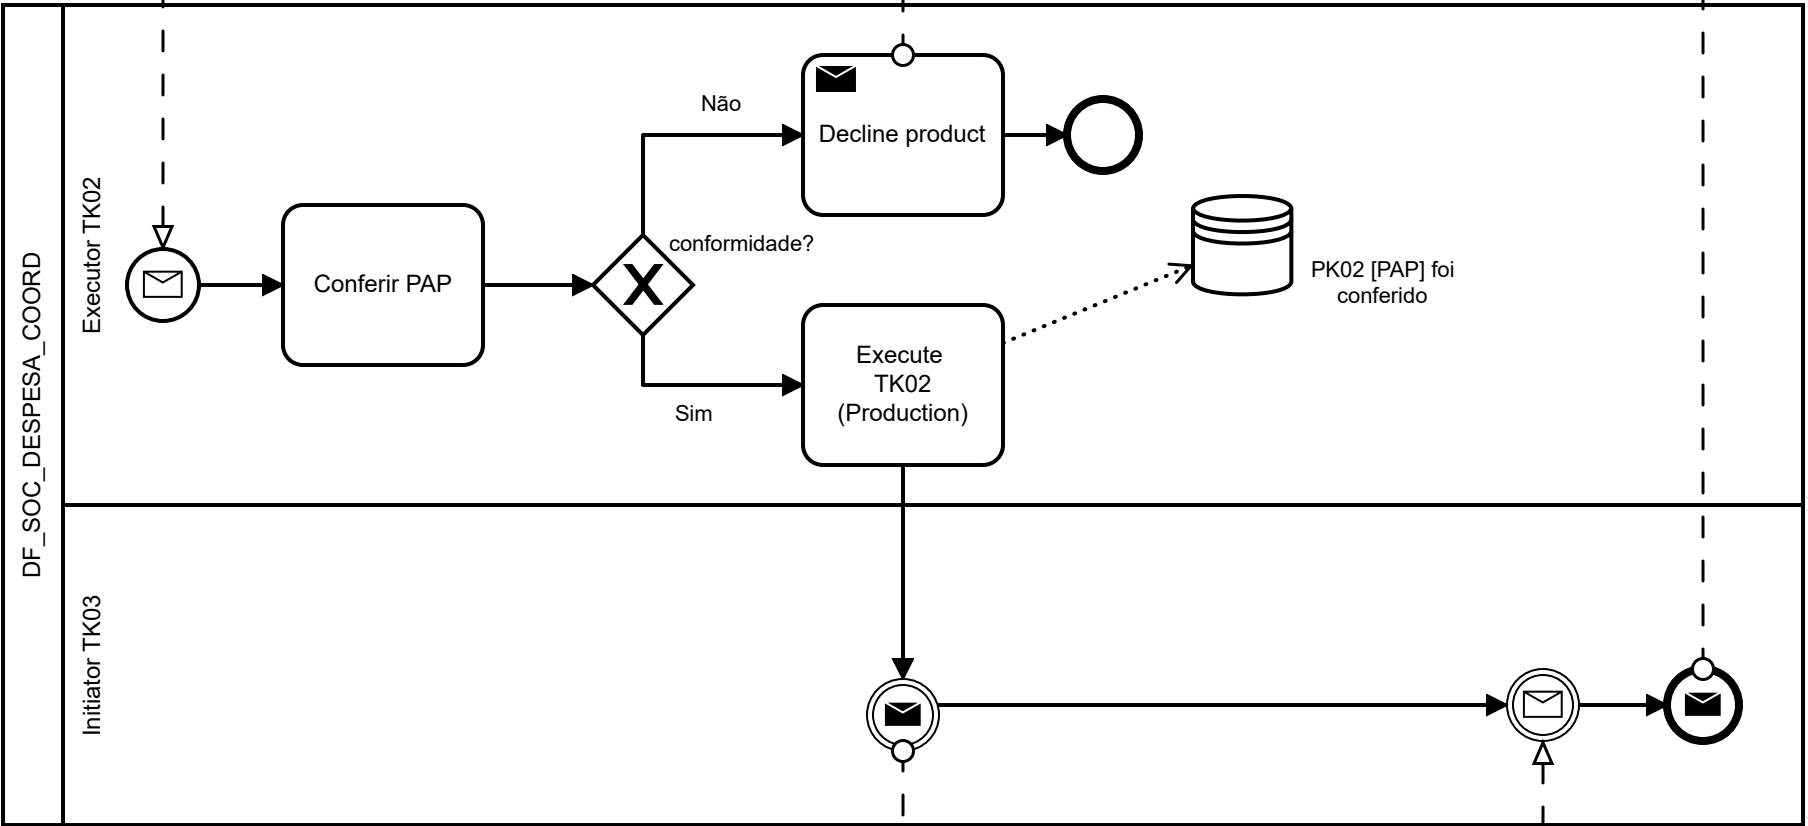 DF_SOC_DESPESA_COORD
Executor TK02
Conferir PAP
conformidade?
Não
Decline product
Sim
Execute
TK02
(Production)
PK02 [PAP] foi
conferido
Initiator TK03